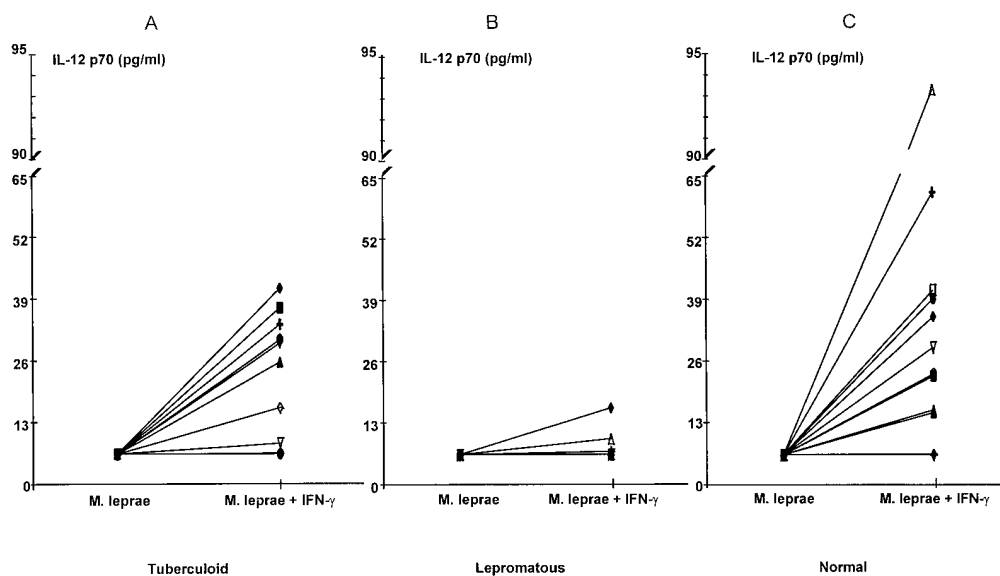 A B C
95 95 95
IL-12 p70 (pg/ml) IL-12 p70 (pg/ml) IL-12 p70 (pg/ml)
90 90 90
65 65 65
52 52 52
39 39 39
26 26 26
13 13 13
0 0 0
M. leprae M. leprae + IFN-γ M. leprae M. leprae + IFN-γ M. leprae M. leprae + IFN-γ
Tuberculoid Lepromatous Normal